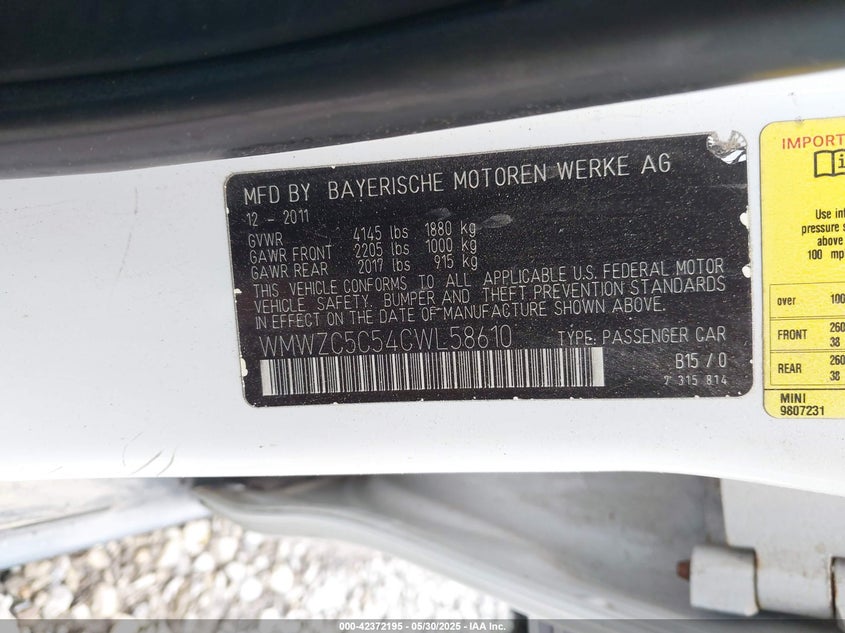 MFD BY BAYERISCHE MOTOREN WERKE AG
12 - 2011
GVWR 4145 lbs 1880 kg
GAWR FRONT 2205 lbs 1000 kg
GAWR REAR 2017 lbs 915 kg
THIS VEHICLE CONFORMS TO ALL APPLICABLE U.S. FEDERAL MOTOR
VEHICLE SAFETY, BUMPER AND THEFT PREVENTION STANDARDS
IN EFFECT ON THE DATE OF MANUFACTURE SHOWN ABOVE.
WMWZC5C54CWL58610 TYPE: PASSENGER CAR
B15 / 0
7 315 814
IMPORT
Use inf
pressure s
above
100 mp
over 100
FRONT 260
38
REAR 260
38
MINI
9807231
000-42372195 - 05/30/2025 - IAA Inc.